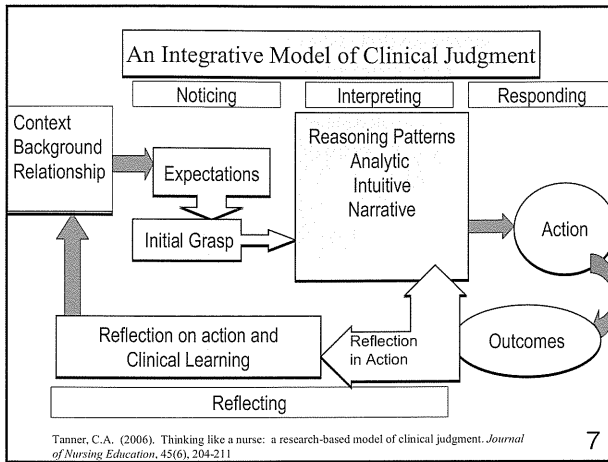 An Integrative Model of Clinical Judgment
Noticing
Interpreting
Responding
Context
Background
Relationship
Expectations
Initial Grasp
Reasoning Patterns
Analytic
Intuitive
Narrative
Action
Outcomes
Reflection
in Action
Reflection on action and
Clinical Learning
Reflecting
Tanner, C.A. (2006). Thinking like a nurse: a research-based model of clinical judgment. Journal
of Nursing Education, 45(6), 204-211
7